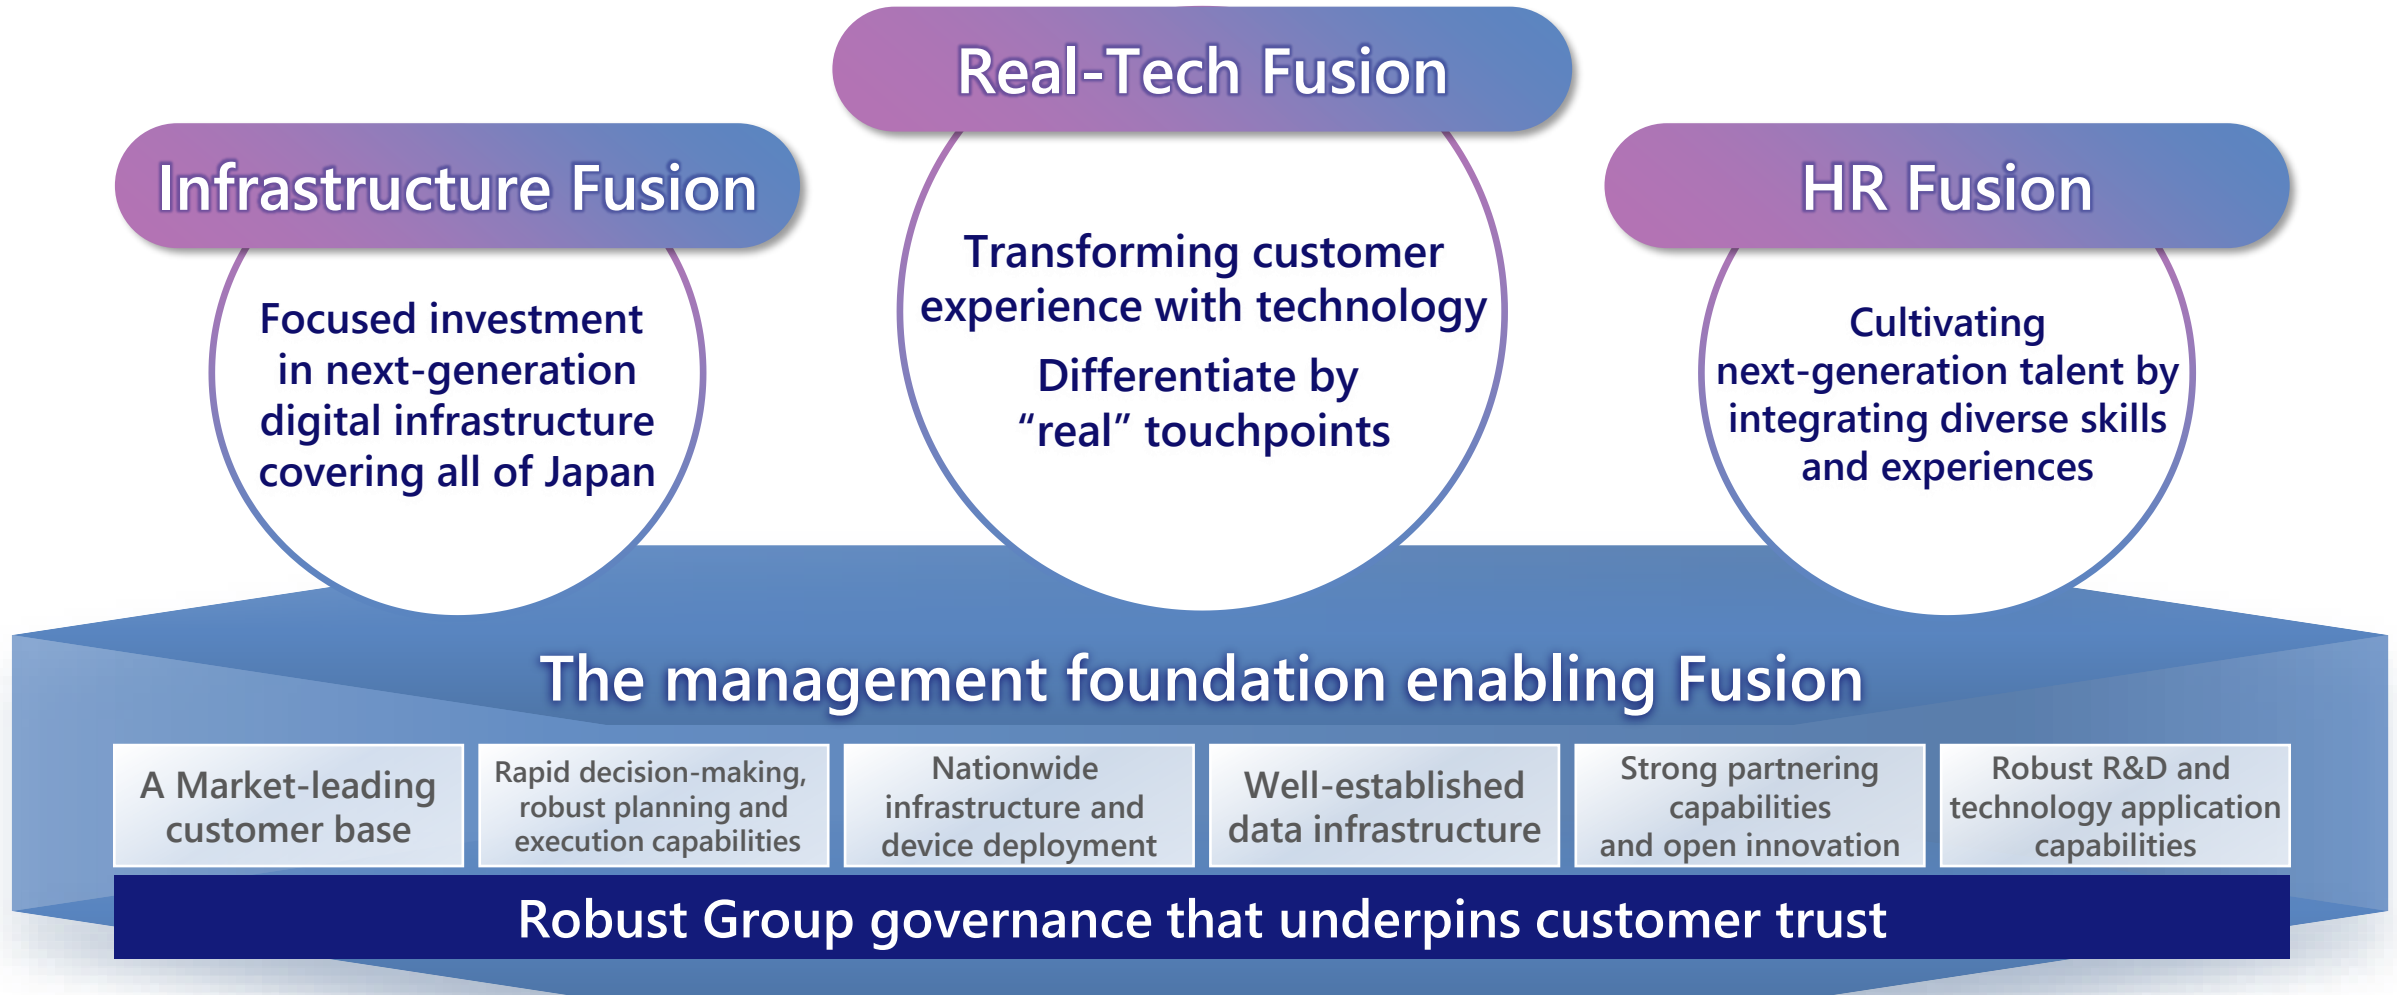 Real-Tech Fusion
Infrastructure Fusion
HR Fusion
Focused investment
in next-generation
digital infrastructure
covering all of Japan
Transforming customer
experience with technology
Differentiate by
“real” touchpoints
Cultivating
next-generation talent by
integrating diverse skills
and experiences
The management foundation enabling Fusion
A Market-leading
customer base
Rapid decision-making,
robust planning and
execution capabilities
Nationwide
infrastructure and
device deployment
Well-established
data infrastructure
Strong partnering
capabilities
and open innovation
Robust R&D and
technology application
capabilities
Robust Group governance that underpins customer trust